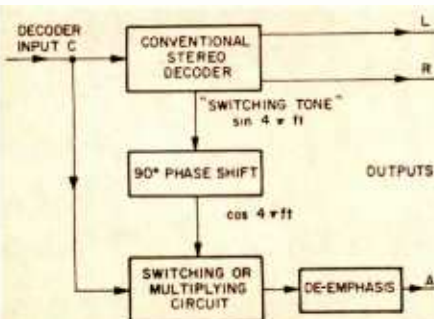 DECODER
INPUT C
CONVENTIONAL
STEREO
DECODER
L
R
"SWITCHING TONE"
sin 4 π ft
90° PHASE SHIFT
OUTPUTS
cos 4 π ft
SWITCHING OR
MULTIPLYING
CIRCUIT
DE-EMPHASIS
A